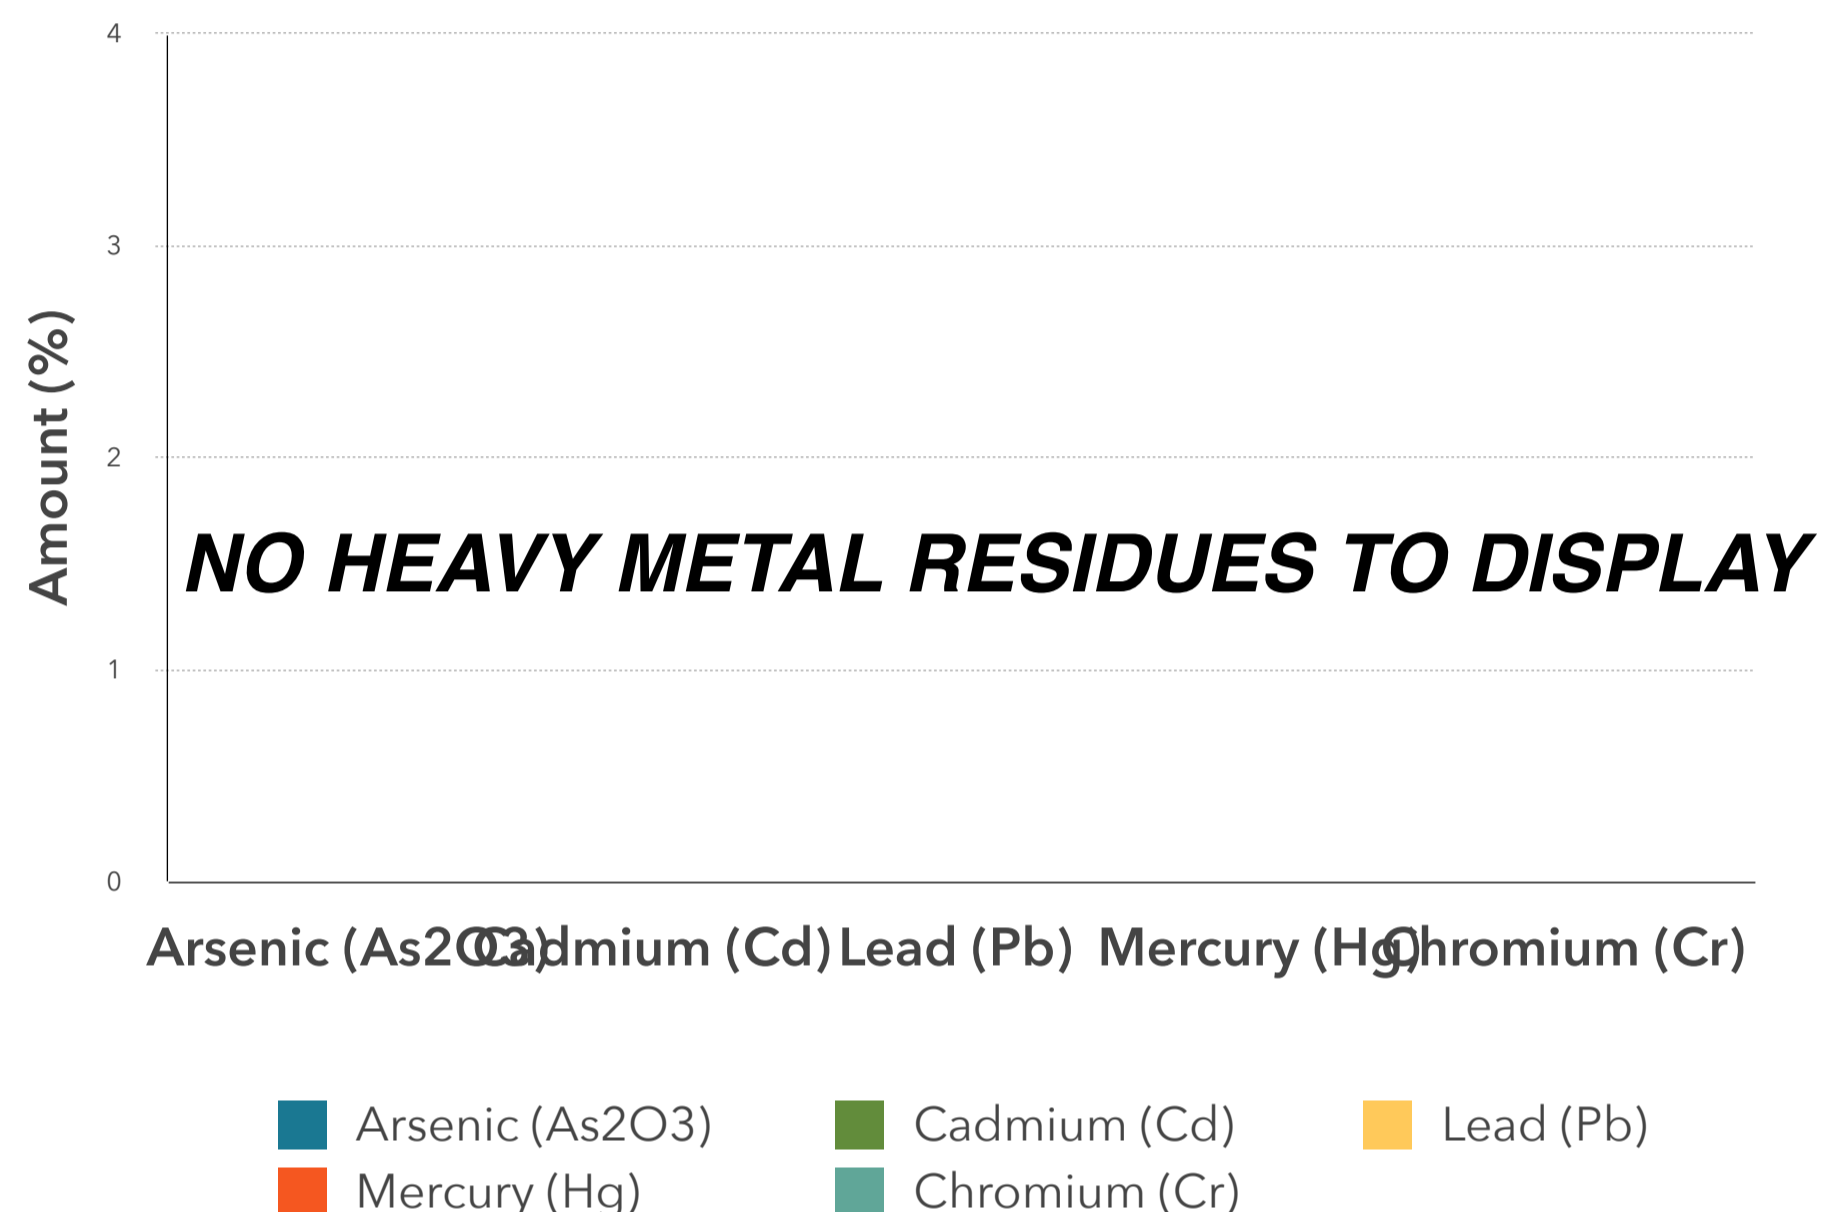 4
3
2
1
0
Amount (%)
NO HEAVY METAL RESIDUES TO DISPLAY
Arsenic (As2O3) Cadmium (Cd) Lead (Pb) Mercury (Hg) Chromium (Cr)
Arsenic (As2O3) Cadmium (Cd) Lead (Pb)
Mercury (Hg) Chromium (Cr)